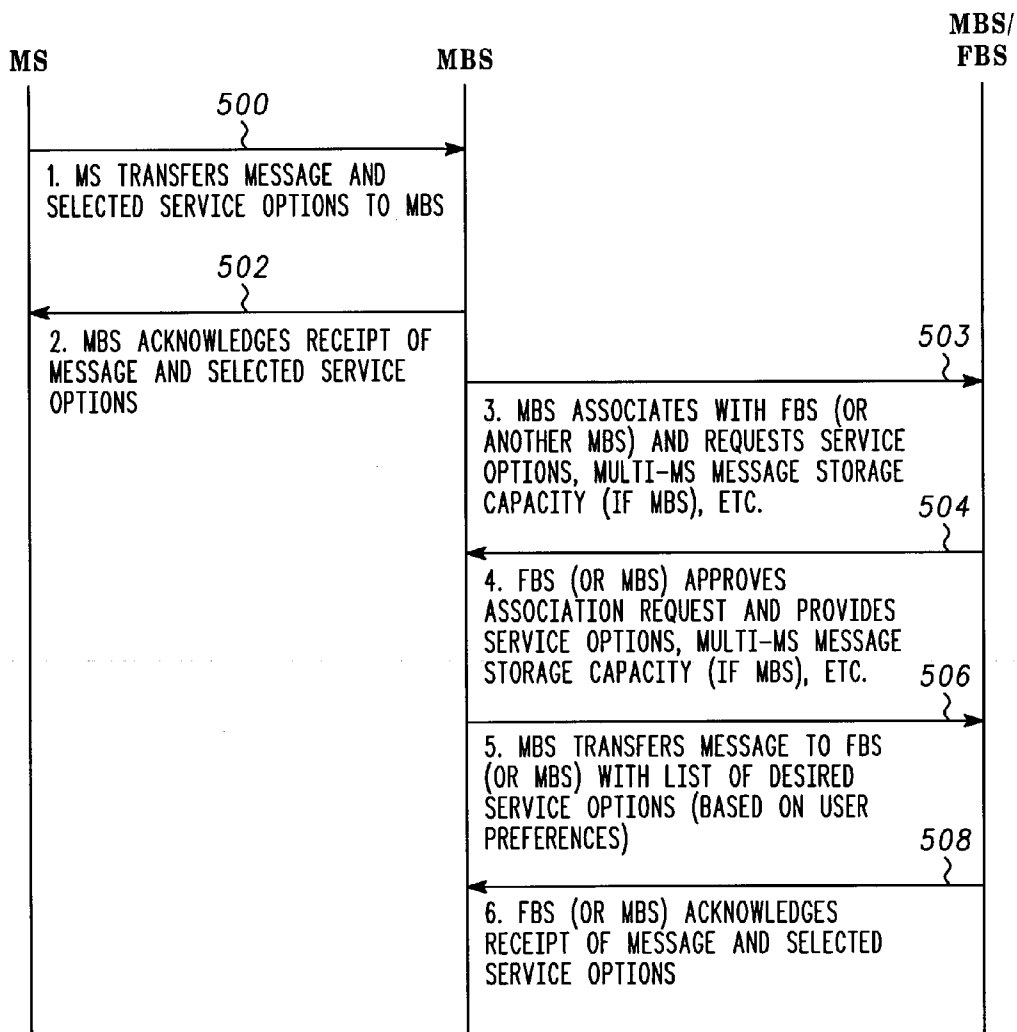 MS
MBS
MBS/
FBS
500
1. MS TRANSFERS MESSAGE AND
SELECTED SERVICE OPTIONS TO MBS
502
2. MBS ACKNOWLEDGES RECEIPT OF
MESSAGE AND SELECTED SERVICE
OPTIONS
503
3. MBS ASSOCIATES WITH FBS (OR
ANOTHER MBS) AND REQUESTS SERVICE
OPTIONS, MULTI-MS MESSAGE STORAGE
CAPACITY (IF MBS), ETC.
504
4. FBS (OR MBS) APPROVES
ASSOCIATION REQUEST AND PROVIDES
SERVICE OPTIONS, MULTI-MS MESSAGE
STORAGE CAPACITY (IF MBS), ETC.
506
5. MBS TRANSFERS MESSAGE TO FBS
(OR MBS) WITH LIST OF DESIRED
SERVICE OPTIONS (BASED ON USER
PREFERENCES)
508
6. FBS (OR MBS) ACKNOWLEDGES
RECEIPT OF MESSAGE AND SELECTED
SERVICE OPTIONS